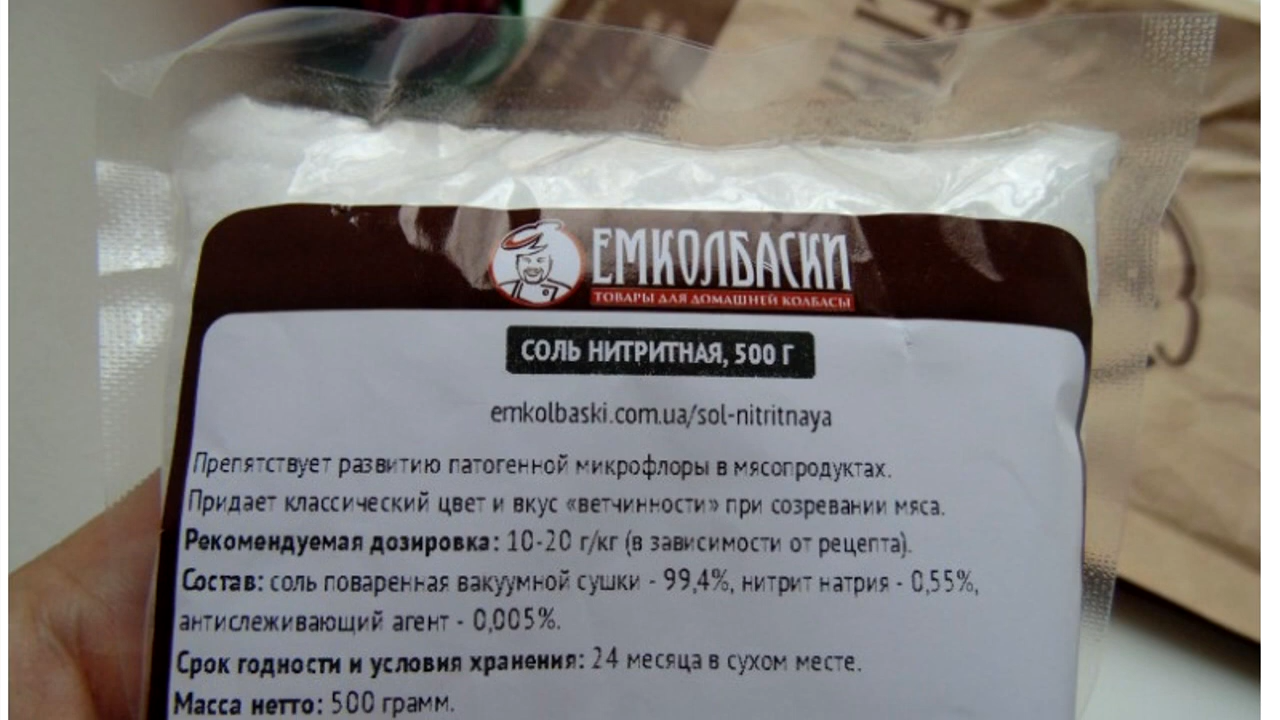 ЕМКОЛБАСКИ
ТОВАРЫ ДЛЯ ДОМАШНЕЙ КОЛБАСЫ
СОЛЬ НИТРИТНАЯ, 500 Г
emkolbaski.com.ua/sol-nitritnaya
Препятствует развитию патогенной микрофлоры в мясопродуктах.
Придает классический цвет и вкус «ветчинности» при созревании мяса.
Рекомендуемая дозировка: 10-20 г/кг (в зависимости от рецепта).
Состав: соль поваренная вакуумной сушки - 99,4%, нитрит натрия - 0,55%,
антислеживающий агент - 0,005%.
Срок годности и условия хранения: 24 месяца в сухом месте.
Масса нетто: 500 грамм.